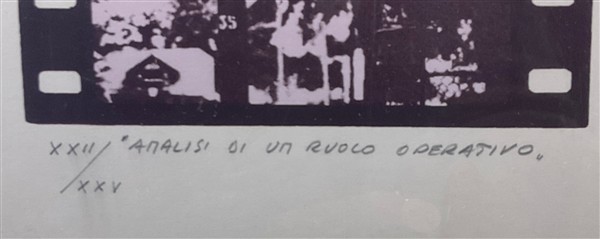 35
XXII/ "ANALISI DI UN RUOLO OPERATIVO„
/XXV